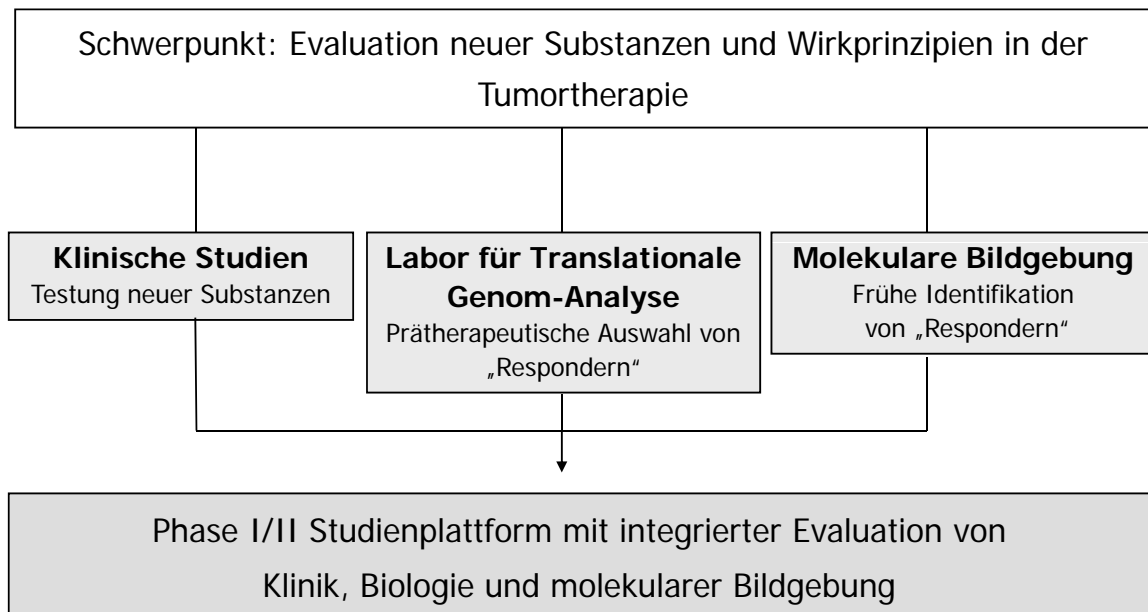 Schwerpunkt: Evaluation neuer Substanzen und Wirkprinzipien in der
Tumortherapie
Klinische Studien
Testung neuer Substanzen
Labor für Translationale
Genom-Analyse
Prätherapeutische Auswahl von
„Respondern“
Molekulare Bildgebung
Frühe Identifikation
von „Respondern“
Phase I/II Studienplattform mit integrierter Evaluation von
Klinik, Biologie und molekularer Bildgebung